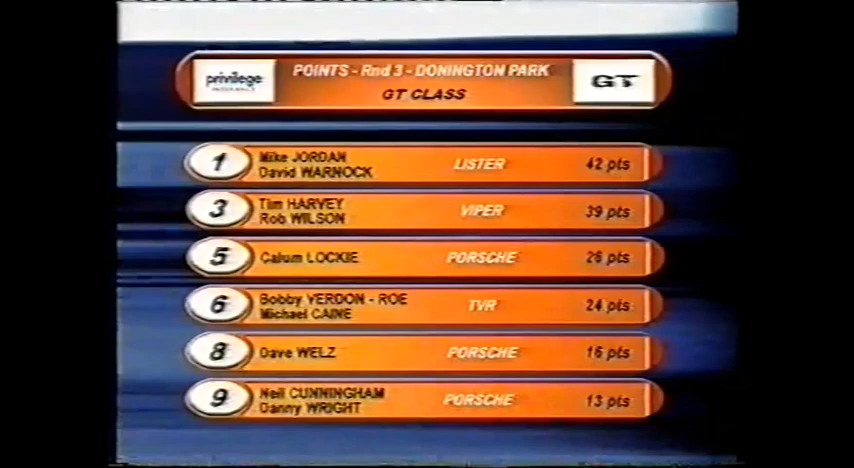 privilege
INSURANCE
POINTS - Rnd 3 - DONINGTON PARK
GT CLASS
GT
1 Mike JORDAN David WARNOCK LISTER 42 pts
3 Tim HARVEY Rob WILSON VIPER 39 pts
5 Calum LOCKIE PORSCHE 26 pts
6 Bobby VERDON - ROE Michael CAINE TVR 24 pts
8 Dave WELZ PORSCHE 16 pts
9 Neil CUNNINGHAM Danny WRIGHT PORSCHE 13 pts